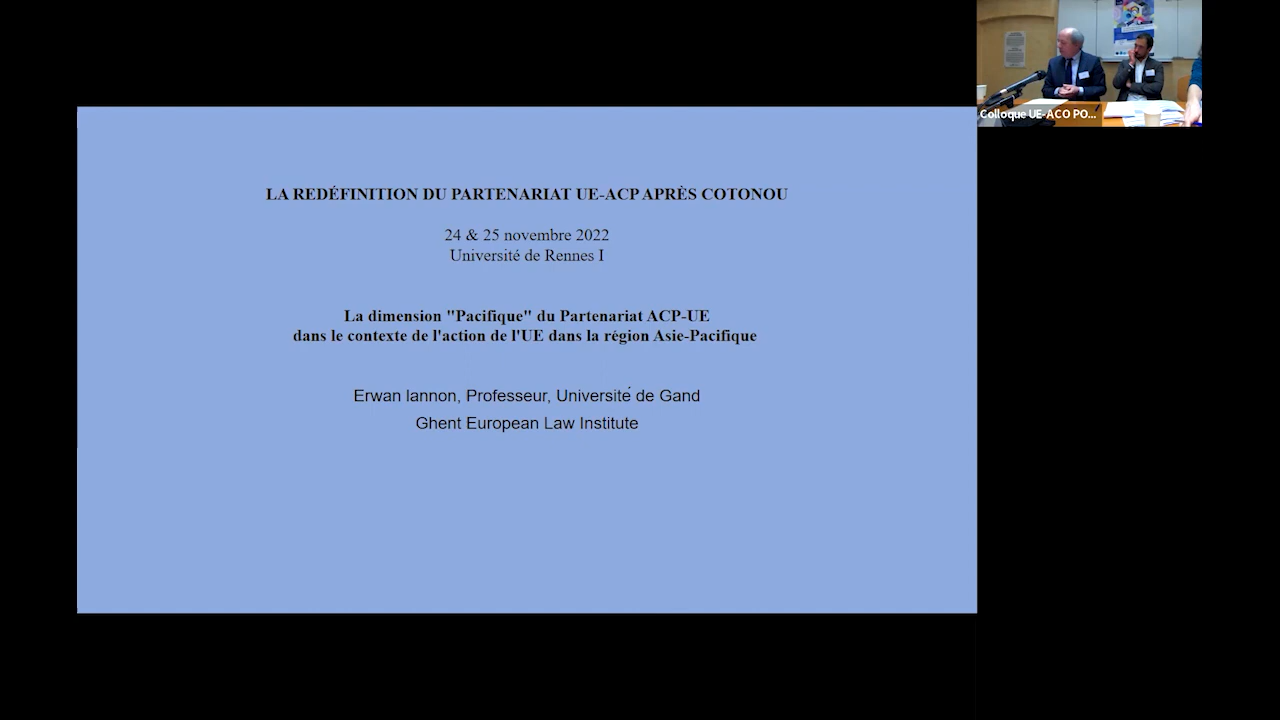 LA REDÉFINITION DU PARTENARIAT UE-ACP APRÈS COTONOU
24 & 25 novembre 2022
Université de Rennes I
La dimension "Pacifique" du Partenariat ACP-UE
dans le contexte de l'action de l'UE dans la région Asie-Pacifique
Erwan lannon, Professeur, Université de Gand
Ghent European Law Institute
Colloque UE-ACO PO...